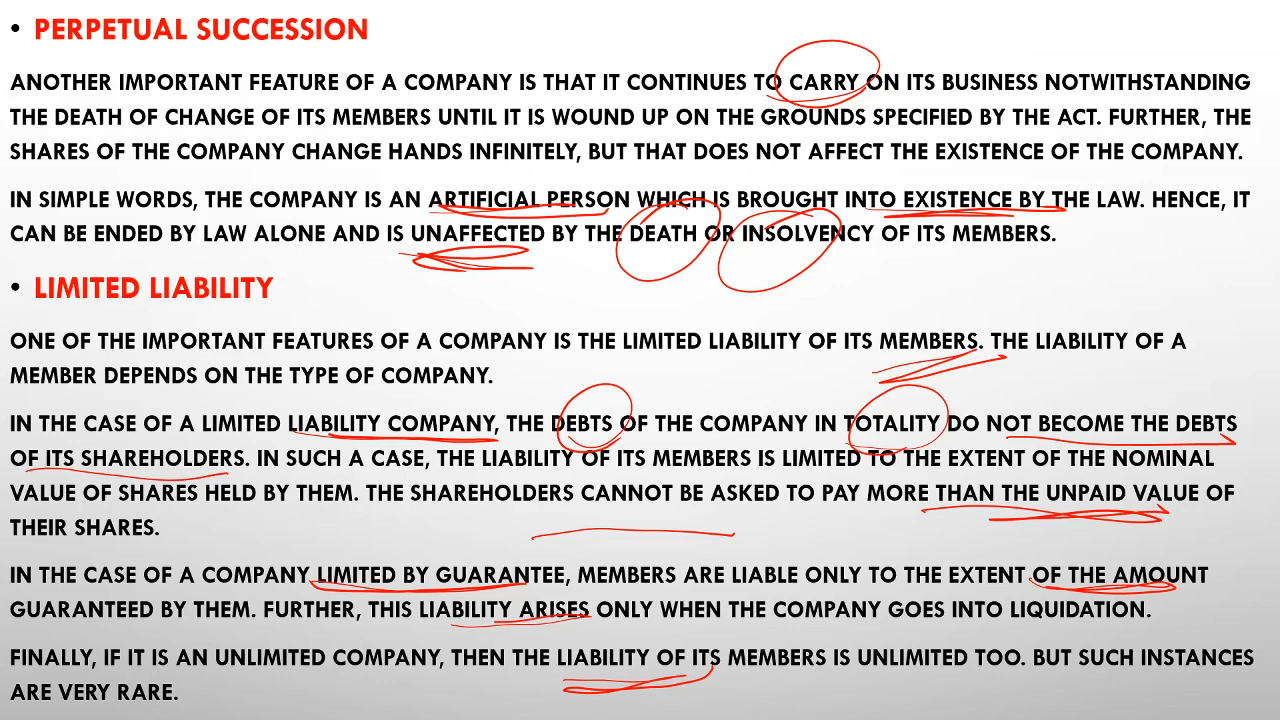 • PERPETUAL SUCCESSION
ANOTHER IMPORTANT FEATURE OF A COMPANY IS THAT IT CONTINUES TO CARRY ON ITS BUSINESS NOTWITHSTANDING
THE DEATH OF CHANGE OF ITS MEMBERS UNTIL IT IS WOUND UP ON THE GROUNDS SPECIFIED BY THE ACT. FURTHER, THE
SHARES OF THE COMPANY CHANGE HANDS INFINITELY, BUT THAT DOES NOT AFFECT THE EXISTENCE OF THE COMPANY.
IN SIMPLE WORDS, THE COMPANY IS AN ARTIFICIAL PERSON WHICH IS BROUGHT INTO EXISTENCE BY THE LAW. HENCE, IT
CAN BE ENDED BY LAW ALONE AND IS UNAFFECTED BY THE DEATH OR INSOLVENCY OF ITS MEMBERS.
• LIMITED LIABILITY
ONE OF THE IMPORTANT FEATURES OF A COMPANY IS THE LIMITED LIABILITY OF ITS MEMBERS. THE LIABILITY OF A
MEMBER DEPENDS ON THE TYPE OF COMPANY.
IN THE CASE OF A LIMITED LIABILITY COMPANY, THE DEBTS OF THE COMPANY IN TOTALITY DO NOT BECOME THE DEBTS
OF ITS SHAREHOLDERS. IN SUCH A CASE, THE LIABILITY OF ITS MEMBERS IS LIMITED TO THE EXTENT OF THE NOMINAL
VALUE OF SHARES HELD BY THEM. THE SHAREHOLDERS CANNOT BE ASKED TO PAY MORE THAN THE UNPAID VALUE OF
THEIR SHARES.
IN THE CASE OF A COMPANY LIMITED BY GUARANTEE, MEMBERS ARE LIABLE ONLY TO THE EXTENT OF THE AMOUNT
GUARANTEED BY THEM. FURTHER, THIS LIABILITY ARISES ONLY WHEN THE COMPANY GOES INTO LIQUIDATION.
FINALLY, IF IT IS AN UNLIMITED COMPANY, THEN THE LIABILITY OF ITS MEMBERS IS UNLIMITED TOO. BUT SUCH INSTANCES
ARE VERY RARE.